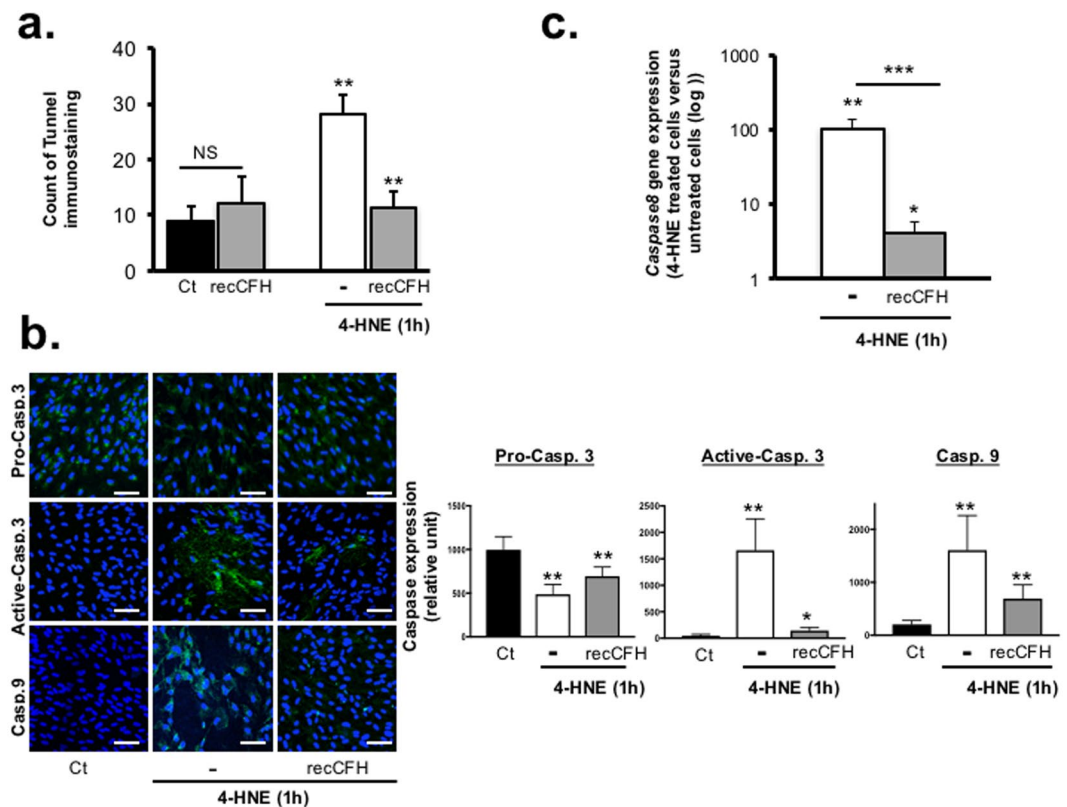 a.
40
30
20
10
0
Count of Tunnel
immunostaining
NS
**
**
Ct recCFH - recCFH
4-HNE (1h)
c.
Caspase8 gene expression
(4-HNE treated cells versus
untreated cells (log ))
1000
100
10
1
***
**
*
- recCFH
4-HNE (1h)
b.
Pro-Casp.3
Active-Casp.3
Casp.9
Ct - recCFH
4-HNE (1h)
Caspase expression
(relative unit)
Pro-Casp. 3
1500
1000
500
0
**
**
Ct - recCFH
4-HNE (1h)
Active-Casp. 3
2500
2000
1500
1000
500
0
**
*
Ct - recCFH
4-HNE (1h)
Casp. 9
2000
1000
0
**
**
Ct - recCFH
4-HNE (1h)